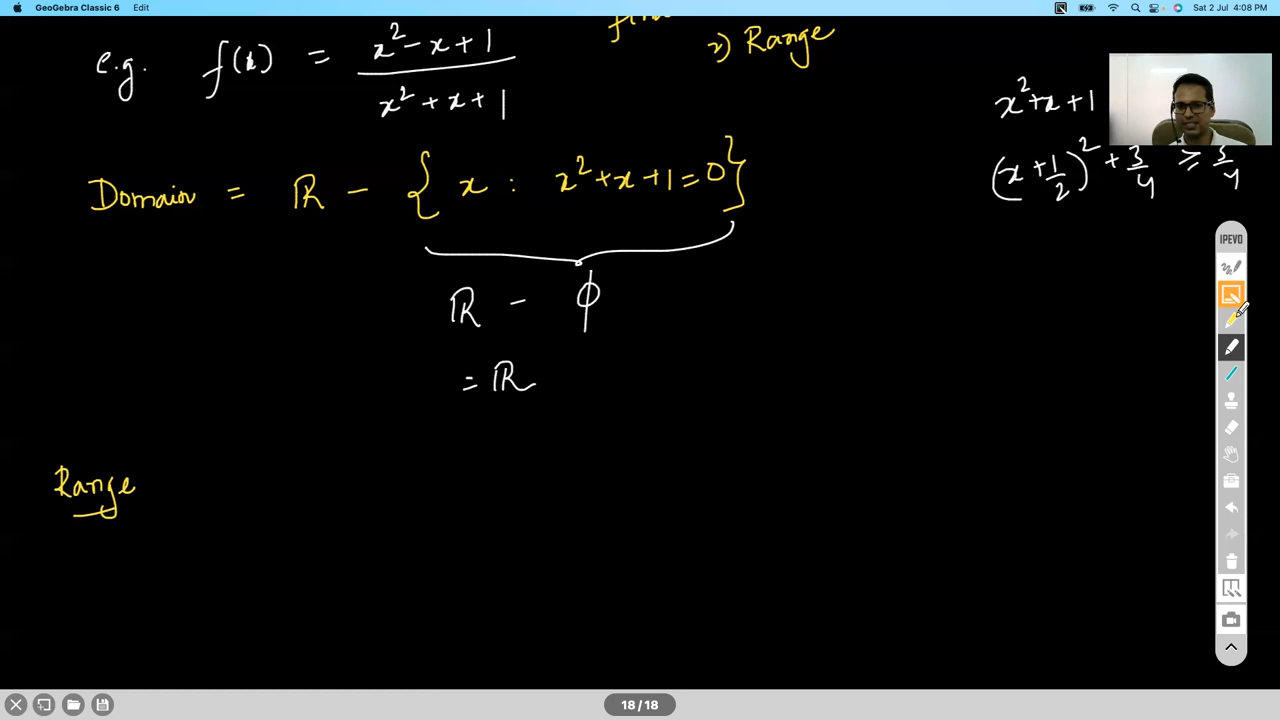 GeoGebra Classic 6 Edit Sat 2 Jul 4:08 PM
e.g. f(x) = x² - x + 1 / x² + x + 1
2) Range
x² + x + 1
(x + 1/2)² + 3/4 ≥ 3/4
Domain = ℝ - { x : x² + x + 1 = 0 }
IPEVO
ℝ - ϕ
= ℝ
Range
18 / 18